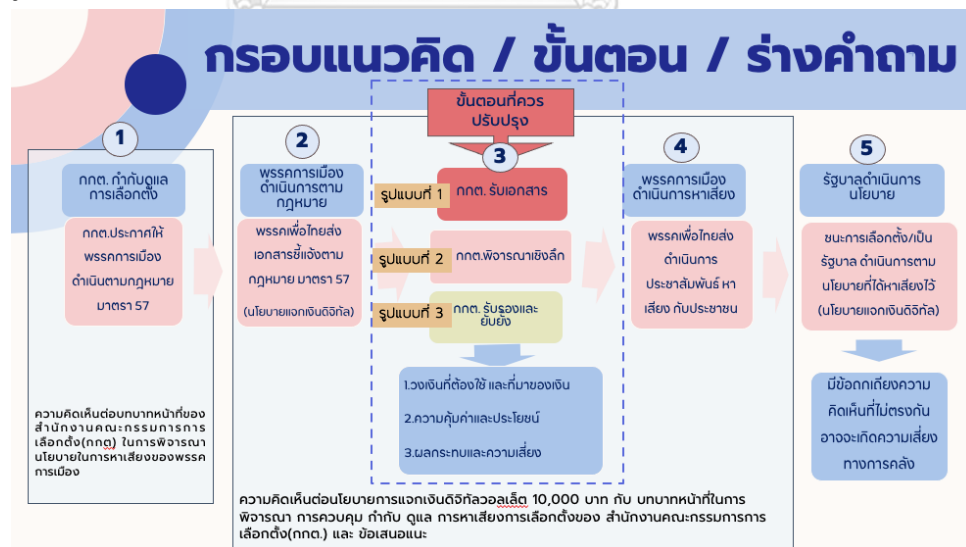 กรอบแนวคิด / ขั้นตอน / ร่างคำถาม
ขั้นตอนที่ควร
ปรับปรุง
1
กกต. กำกับดูแล
การเลือกตั้ง
กกต.ประกาศให้
พรรคการเมือง
ดำเนินตามกฎหมาย
มาตรา 57
ความคิดเห็นต่อบทบาทหน้าที่ของ
สำนักงานคณะกรรมการการ
เลือกตั้ง(กกต) ในการพิจารณา
นโยบายในการหาเสียงของพรรค
การเมือง
2
พรรคการเมือง
ดำเนินการตาม
กฎหมาย
พรรคเพื่อไทยส่ง
เอกสารชี้แจ้งตาม
กฎหมาย มาตรา 57
(นโยบายแจกเงินดิจิทัล)
3
รูปแบบที่ 1
กกต. รับเอกสาร
รูปแบบที่ 2
กกต.พิจารณาเชิงลึก
รูปแบบที่ 3
กกต. รับรองและ
ยับยั้ง
1.วงเงินที่ต้องใช้ และที่มาของเงิน
2.ความคุ้มค่าและประโยชน์
3.ผลกระทบและความเสี่ยง
4
พรรคการเมือง
ดำเนินการหาเสียง
พรรคเพื่อไทยส่ง
ดำเนินการ
ประชาสัมพันธ์ หา
เสียง กับประชาชน
5
รัฐบาลดำเนินการ
นโยบาย
ชนะการเลือกตั้ง/เป็น
รัฐบาล ดำเนินการตาม
นโยบายที่ได้หาเสียงไว้
(นโยบายแจกเงินดิจิทัล)
มีข้อถกเถียงความ
คิดเห็นที่ไม่ตรงกัน
อาจจะเกิดความเสี่ยง
ทางการคลัง
ความคิดเห็นต่อนโยบายการแจกเงินดิจิทัลวอลเล็ต 10,000 บาท กับ บทบาทหน้าที่ในการ
พิจารณา การควบคุม กำกับ ดูแล การหาเสียงการเลือกตั้งของ สำนักงานคณะกรรมการการ
เลือกตั้ง(กกต.) และ ข้อเสนอแนะ